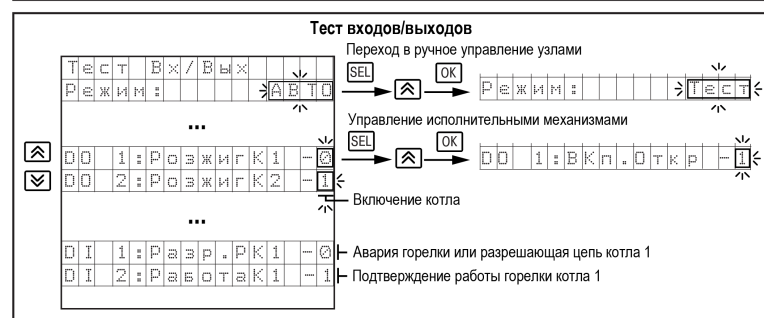 Тест входов/выходов
Переход в ручное управление узлами
Тест Вх/Вых
SEL
OK
Режим: АВТО
Режим: Тест
...
Управление исполнительными механизмами
SEL
OK
DO 1:РозжигК1 -0
DO 1:ВКп.Откр -1
DO 2:РозжигК2 -1
Включение котла
...
DI 1:Разр.РК1 -0
Авария горелки или разрешающая цепь котла 1
DI 2:РаботаК1 -1
Подтверждение работы горелки котла 1